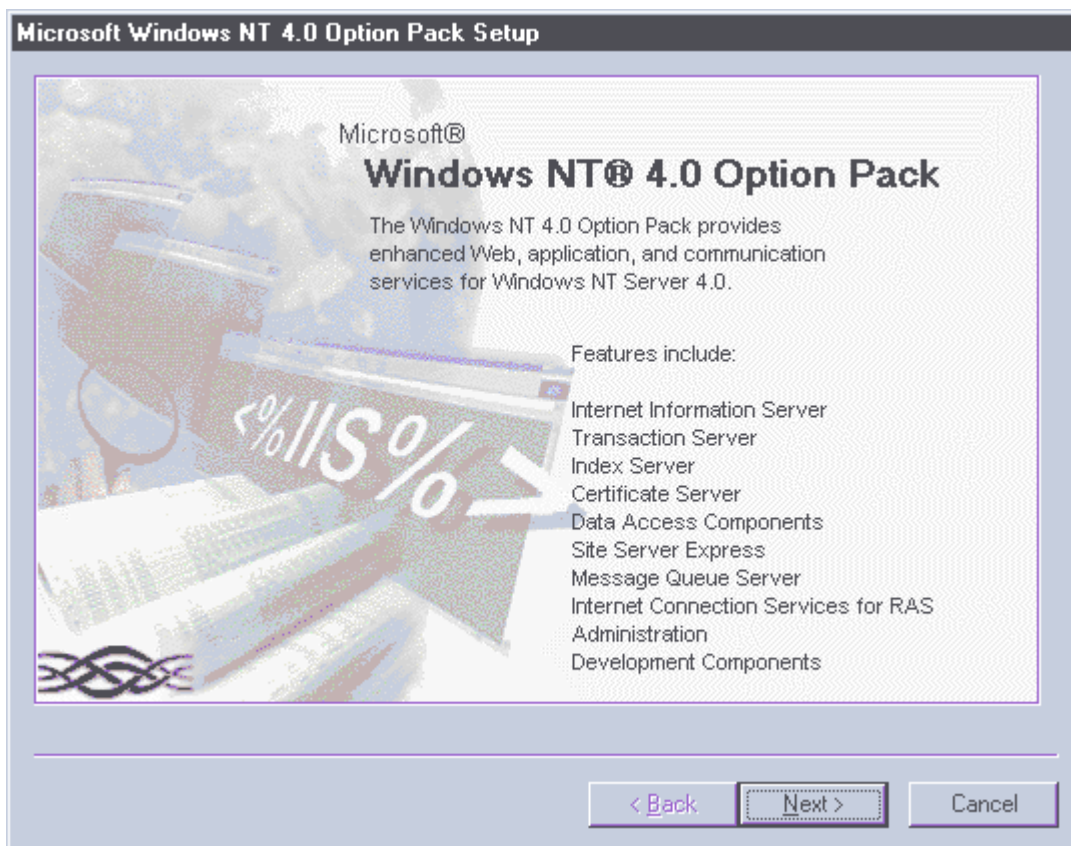 Microsoft Windows NT 4.0 Option Pack Setup
Microsoft®
Windows NT® 4.0 Option Pack
The Windows NT 4.0 Option Pack provides
enhanced Web, application, and communication
services for Windows NT Server 4.0.
Features include:
<%IIS%>
Internet Information Server
Transaction Server
Index Server
Certificate Server
Data Access Components
Site Server Express
Message Queue Server
Internet Connection Services for RAS
Administration
Development Components
< Back
Next >
Cancel